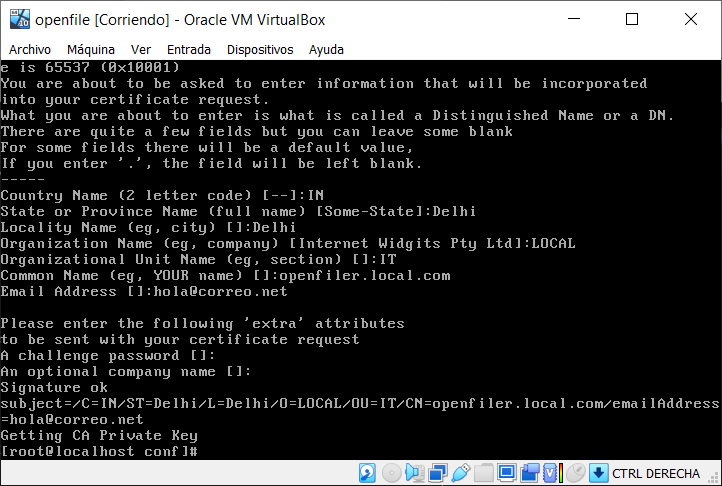 openfile [Corriendo] - Oracle VM VirtualBox
Archivo Máquina Ver Entrada Dispositivos Ayuda
e is 65537 (0x10001)
You are about to be asked to enter information that will be incorporated
into your certificate request.
What you are about to enter is what is called a Distinguished Name or a DN.
There are quite a few fields but you can leave some blank
For some fields there will be a default value,
If you enter '.', the field will be left blank.
-----
Country Name (2 letter code) [--]:IN
State or Province Name (full name) [Some-State]:Delhi
Locality Name (eg, city) []:Delhi
Organization Name (eg, company) [Internet Widgits Pty Ltd]:LOCAL
Organizational Unit Name (eg, section) []:IT
Common Name (eg, YOUR name) []:openfiler.local.com
Email Address []:hola@correo.net
Please enter the following 'extra' attributes
to be sent with your certificate request
A challenge password []:
An optional company name []:
Signature ok
subject=/C=IN/ST=Delhi/L=Delhi/O=LOCAL/OU=IT/CN=openfiler.local.com/emailAddress
=hola@correo.net
Getting CA Private Key
[root@localhost conf]#
CTRL DERECHA